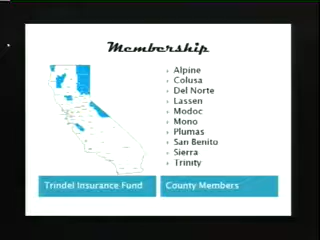 Membership
Alpine
Colusa
Del Norte
Lassen
Modoc
Mono
Plumas
San Benito
Sierra
Trinity
Trindel Insurance Fund
County Members